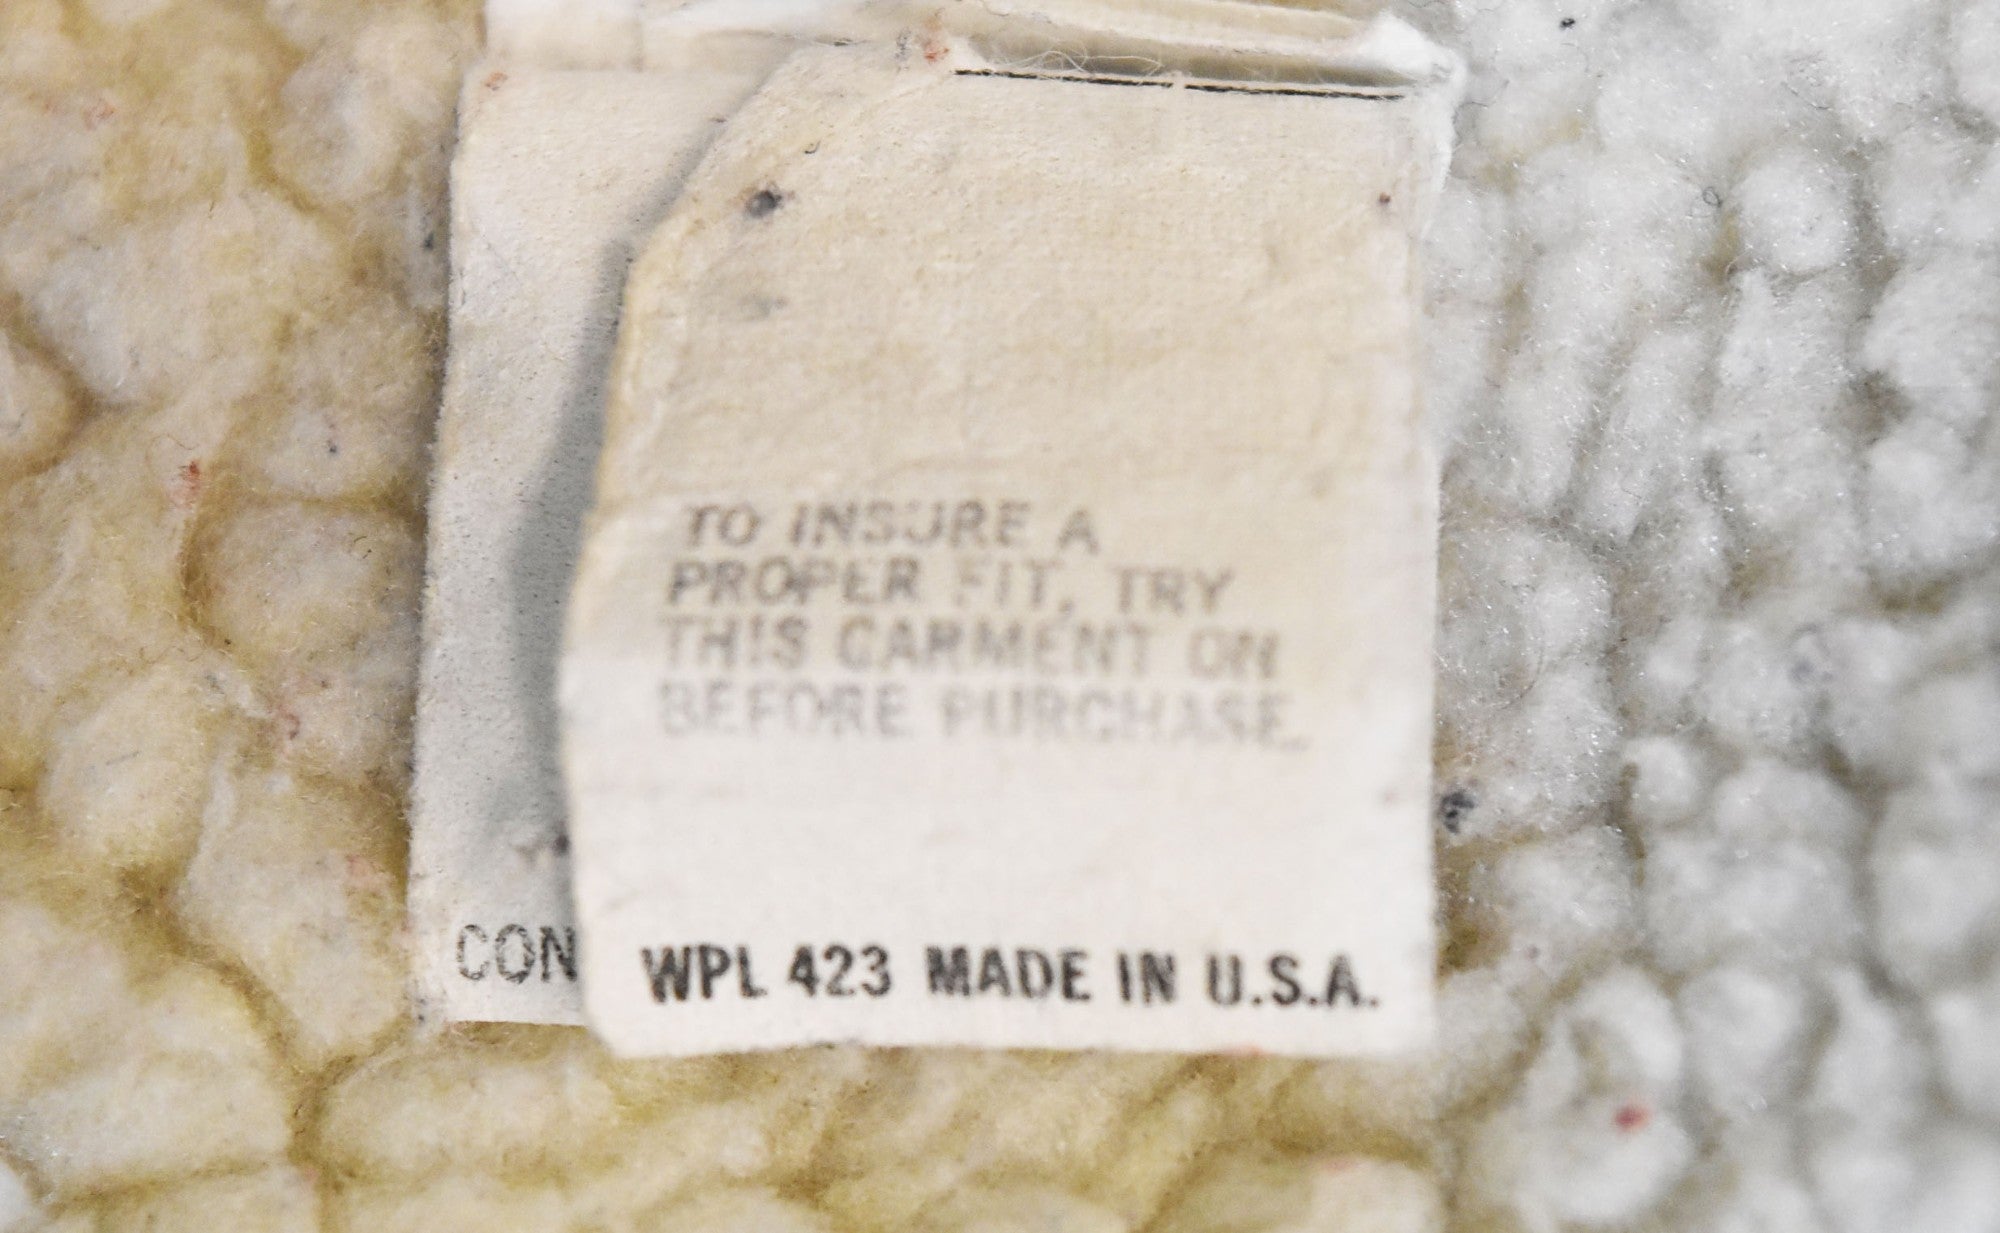 TO INSURE A
PROPER FIT, TRY
THIS GARMENT ON
BEFORE PURCHASE.
CON
WPL 423 MADE IN U.S.A.